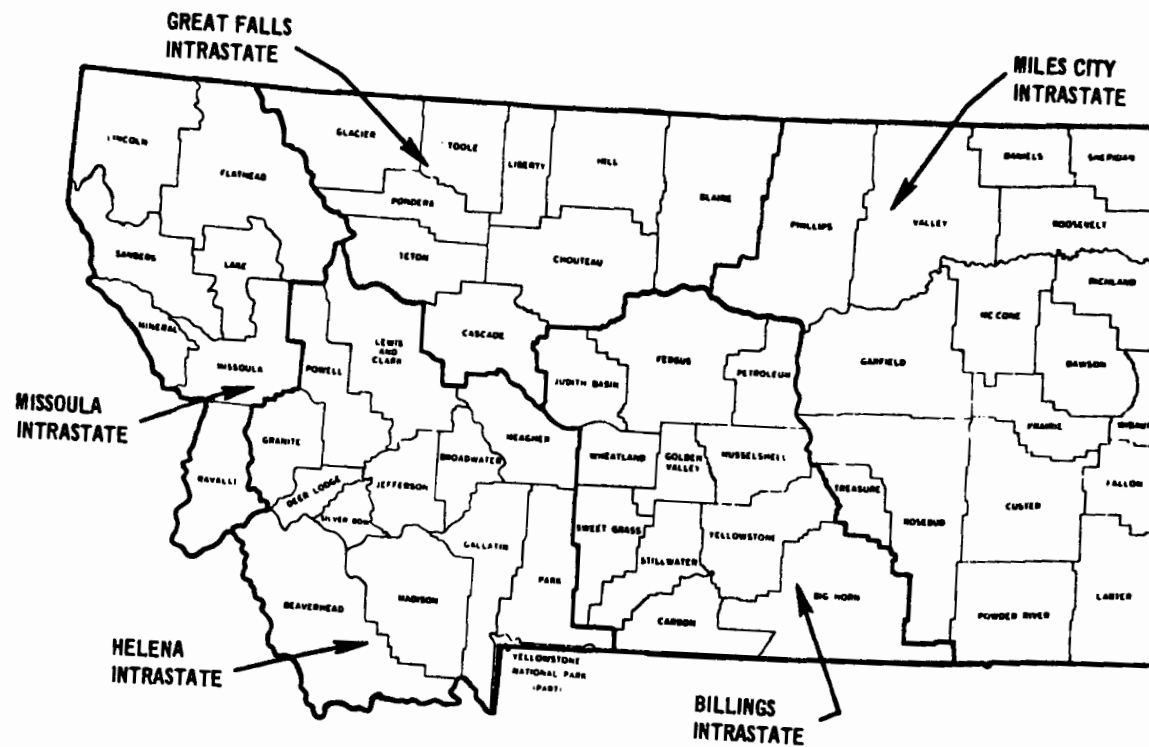 GREAT FALLS
INTRASTATE
MILES CITY
INTRASTATE
LINCOLN
FLATHEAD
GLACIER
TOOLE
LIBERTY
HILL
BLAINE
PHILLIPS
VALLEY
DANIELS
SHERIDAN
ROOSEVELT
PONDERA
TETON
CHOUTEAU
SANDERS
LAKE
RICHLAND
MC CONE
MINERAL
MISSOULA
POWELL
LEWIS
AND
CLARK
CASCADE
JUDITH BASIN
FERGUS
PETROLEUM
GARFIELD
DAWSON
MISSOULA
INTRASTATE
GRANITE
RAVALLI
DEER LODGE
SILVER BOW
JEFFERSON
BROADWATER
MEAGHER
WHEATLAND
GOLDEN
VALLEY
MUSSELSHELL
TREASURE
ROSEBUD
PRAIRIE
CUSTER
FALLON
GALLATIN
PARK
SWEET GRASS
STILLWATER
YELLOWSTONE
BIG HORN
CARBON
POWDER RIVER
CARTER
BEAVERHEAD
MADISON
YELLOWSTONE
NATIONAL PARK
(PART)
HELENA
INTRASTATE
BILLINGS
INTRASTATE